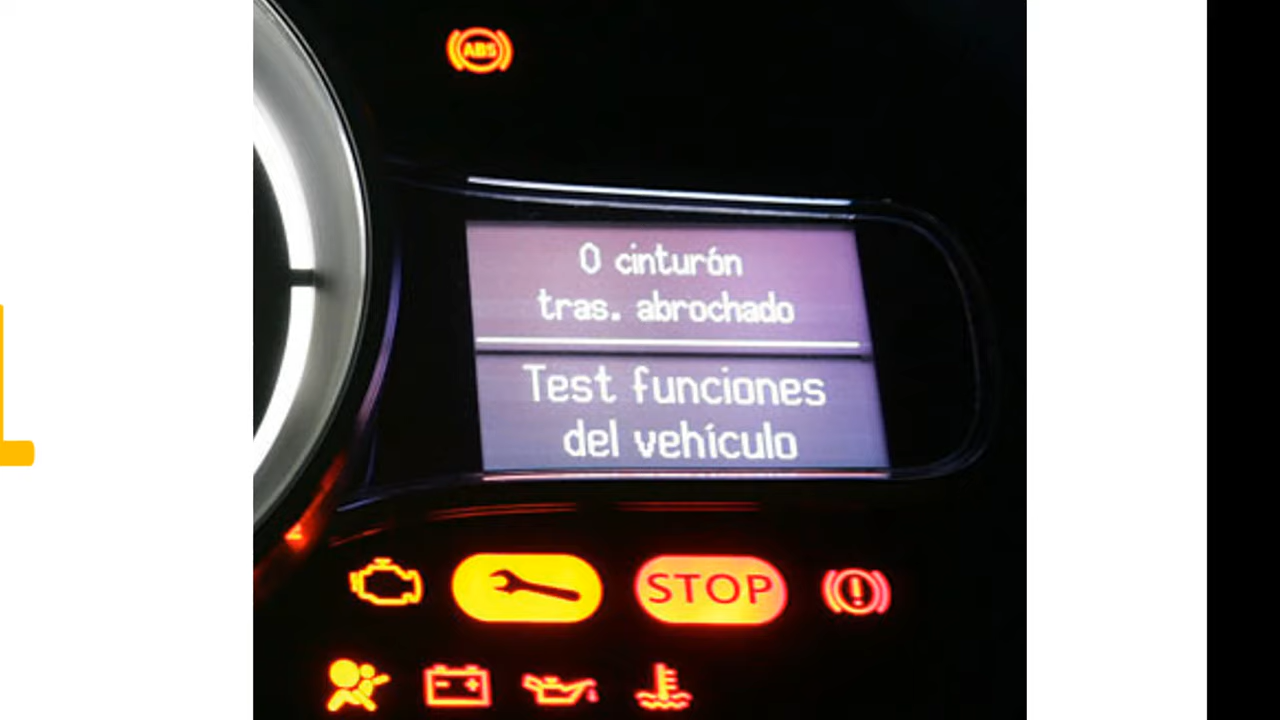 ABS
0 cinturón
tras. abrochado
Test funciones
del vehículo
STOP